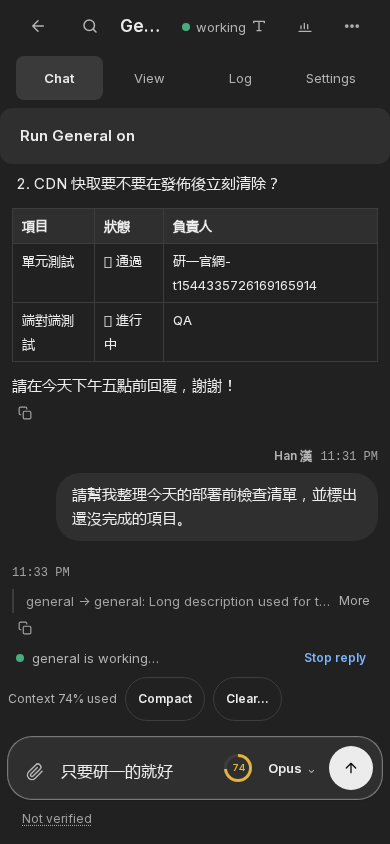 Ge…
working
Chat
View
Log
Settings
Run General on
2. CDN 快取要不要在發佈後立刻清除？
項目
狀態
負責人
單元測試
通過
研一官網-
t1544335726169165914
端對端測
試
進行
中
QA
請在今天下午五點前回覆，謝謝！
Han 漢 11:31 PM
請幫我整理今天的部署前檢查清單，並標出
還沒完成的項目。
11:33 PM
general → general: Long description used for t… More
general is working…
Stop reply
Context 74% used
Compact
Clear…
只要研一的就好
74
Opus
Not verified